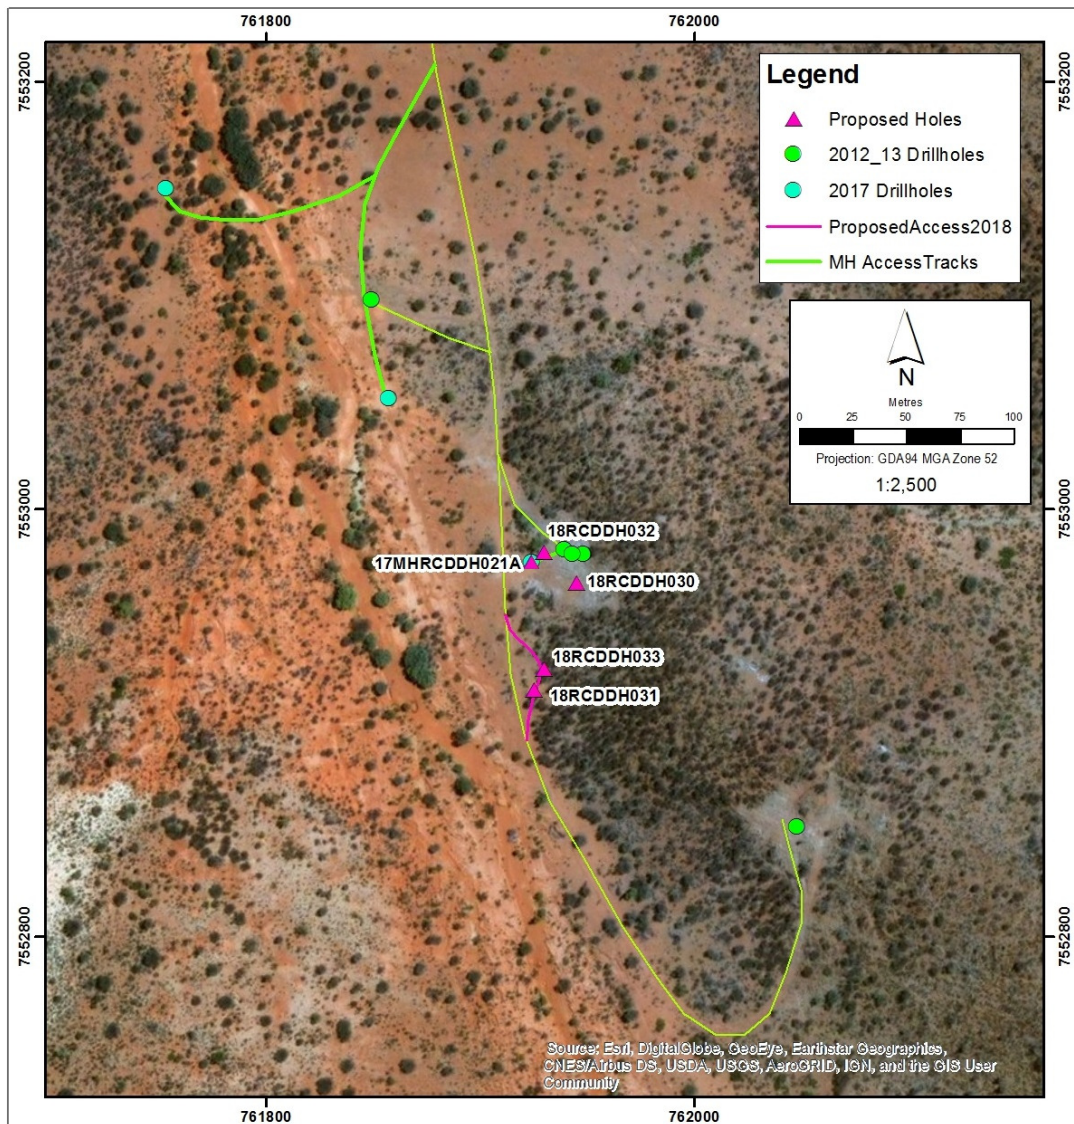 761800
762000
7553200
7553200
Legend
Proposed Holes
2012_13 Drillholes
2017 Drillholes
ProposedAccess2018
MH AccessTracks
N
Metres
0 25 50 75 100
Projection: GDA94 MGA Zone 52
1:2,500
7553000
7553000
18RCDDH032
17MHRCDDH021A
18RCDDH030
18RCDDH033
18RCDDH031
7552800
7552800
Source: Esri, DigitalGlobe, GeoEye, Earthstar Geographics,
CNES/Airbus DS, USDA, USGS, AeroGRID, IGN, and the GIS User
Community
761800
762000